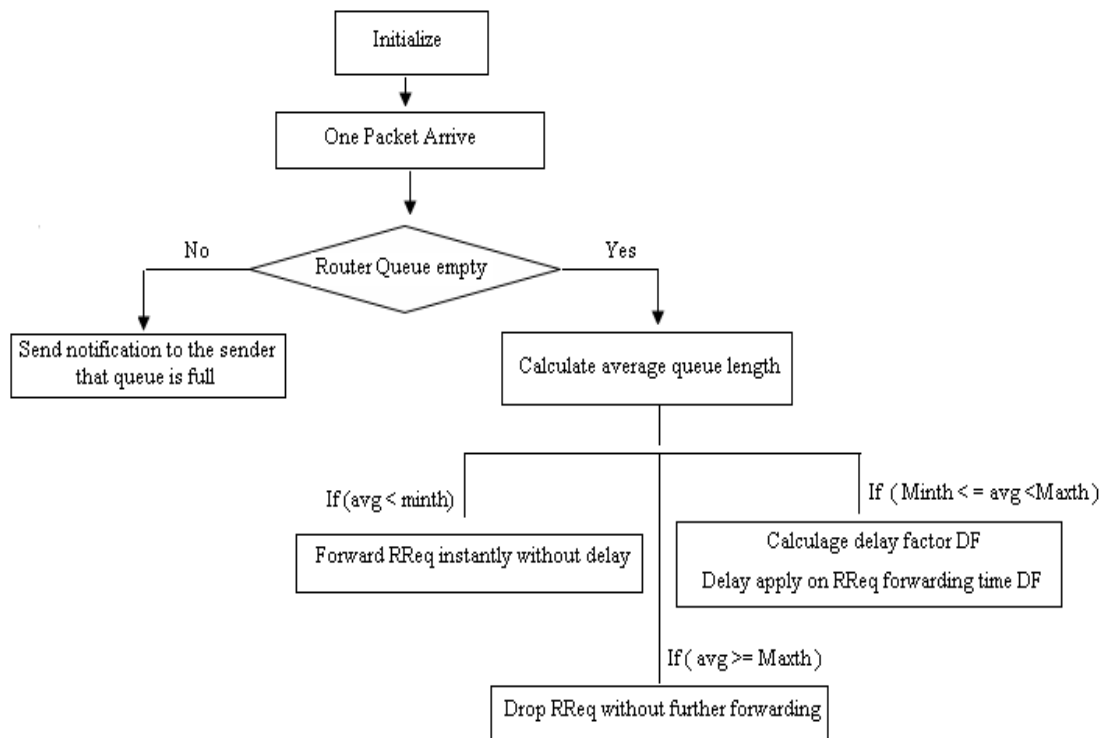 Initialize
One Packet Arrive
No
Yes
Router Queue empty
Send notification to the sender
that queue is full
Calculate average queue length
If (avg < minth)
If ( Minth < = avg <Maxth )
Forward RReq instantly without delay
Calculage delay factor DF
Delay apply on RReq forwarding time DF
If ( avg >= Maxth )
Drop RReq without further forwarding